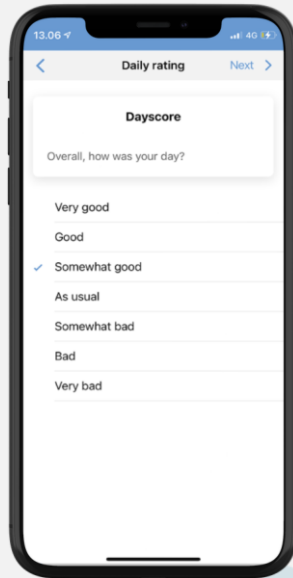 13.06 4G
Daily rating Next
Dayscore
Overall, how was your day?
Very good
Good
Somewhat good
As usual
Somewhat bad
Bad
Very bad